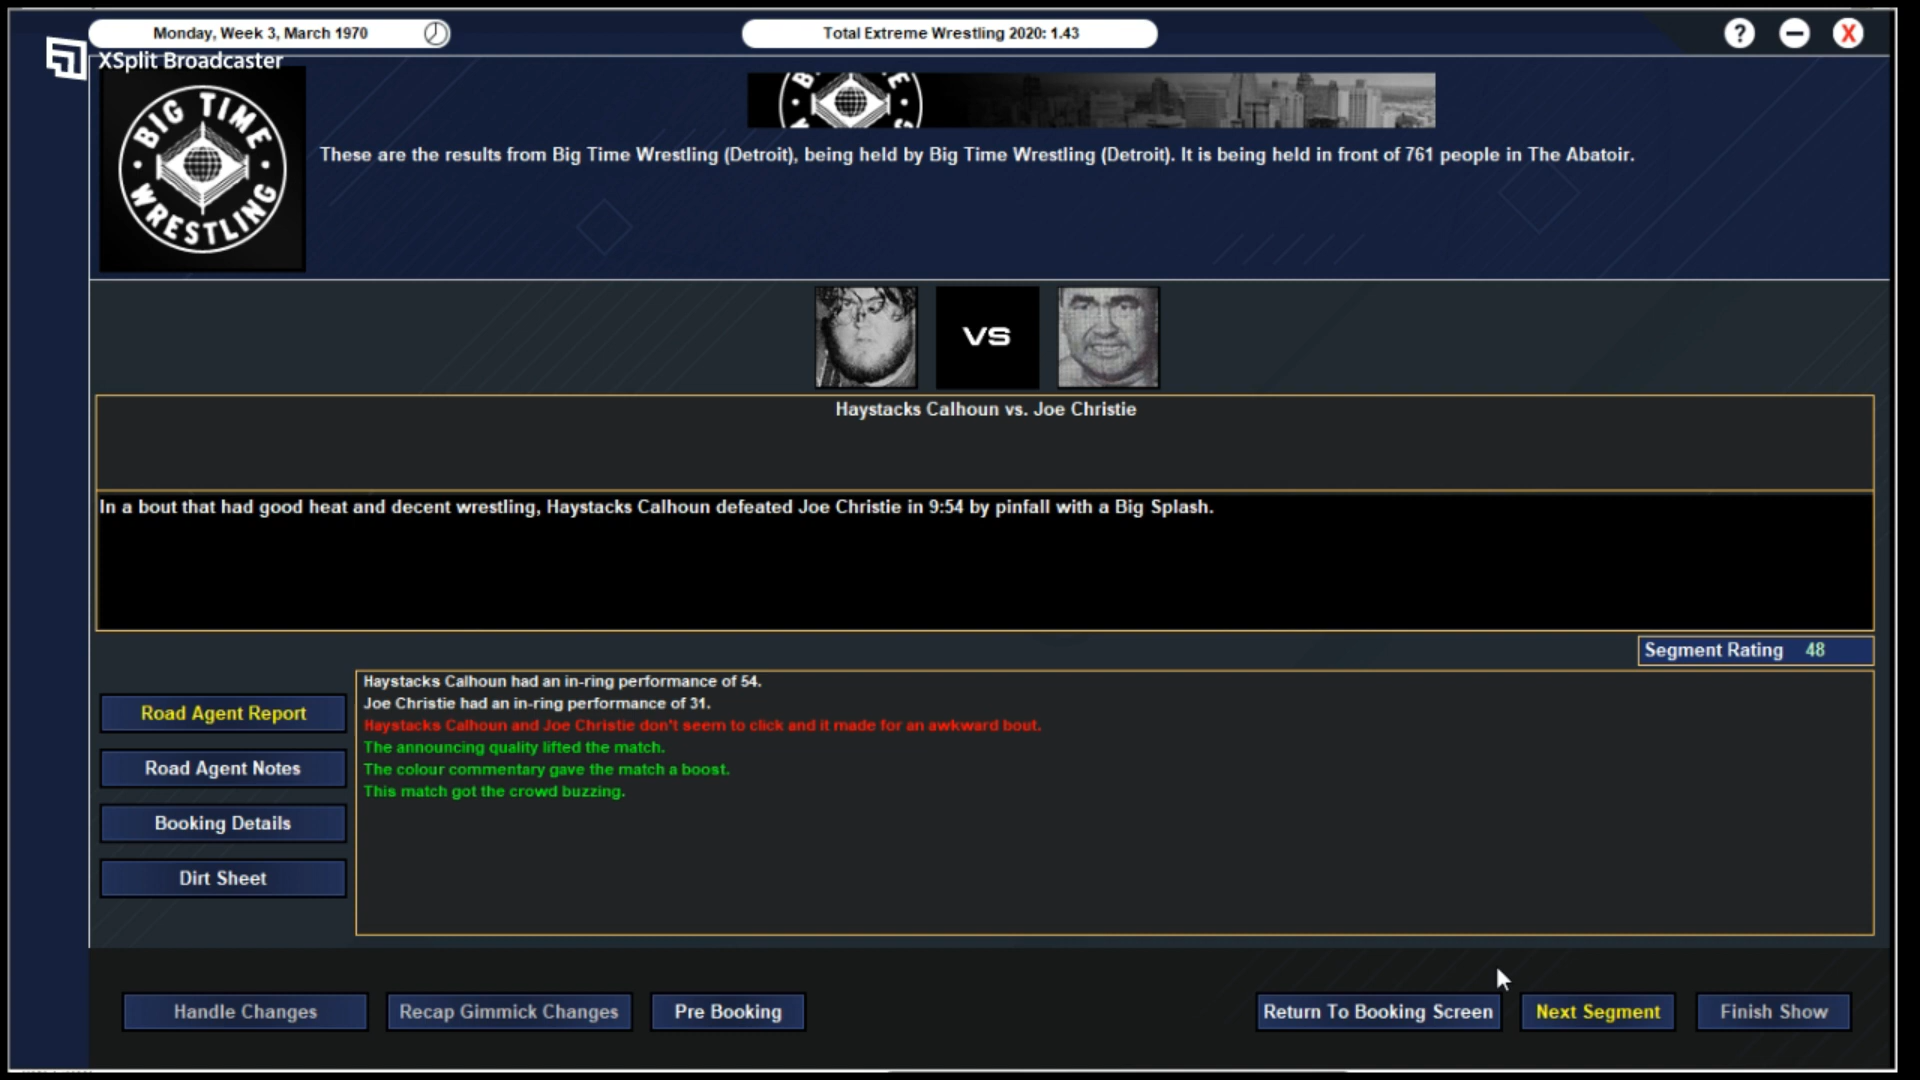 Monday, Week 3, March 1970
Total Extreme Wrestling 2020: 1.43
?
X
XSplit Broadcaster
BIG TIME
WRESTLING
These are the results from Big Time Wrestling (Detroit), being held by Big Time Wrestling (Detroit). It is being held in front of 761 people in The Abatoir.
VS
Haystacks Calhoun vs. Joe Christie
In a bout that had good heat and decent wrestling, Haystacks Calhoun defeated Joe Christie in 9:54 by pinfall with a Big Splash.
Segment Rating 48
Road Agent Report
Road Agent Notes
Booking Details
Dirt Sheet
Haystacks Calhoun had an in-ring performance of 54.
Joe Christie had an in-ring performance of 31.
Haystacks Calhoun and Joe Christie don't seem to click and it made for an awkward bout.
The announcing quality lifted the match.
The colour commentary gave the match a boost.
This match got the crowd buzzing.
Handle Changes
Recap Gimmick Changes
Pre Booking
Return To Booking Screen
Next Segment
Finish Show